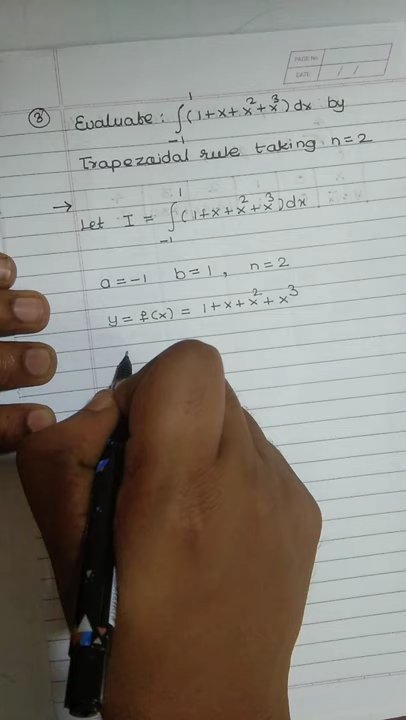 PAGE No.
DATE / /
③ Evaluate: ∫₋₁¹ (1+x+x²+x³) dx by
Trapezoidal rule taking n=2
→ Let I = ∫₋₁¹ (1+x+x²+x³) dx
a=-1 b=1, n=2
y = f(x) = 1+x+x²+x³